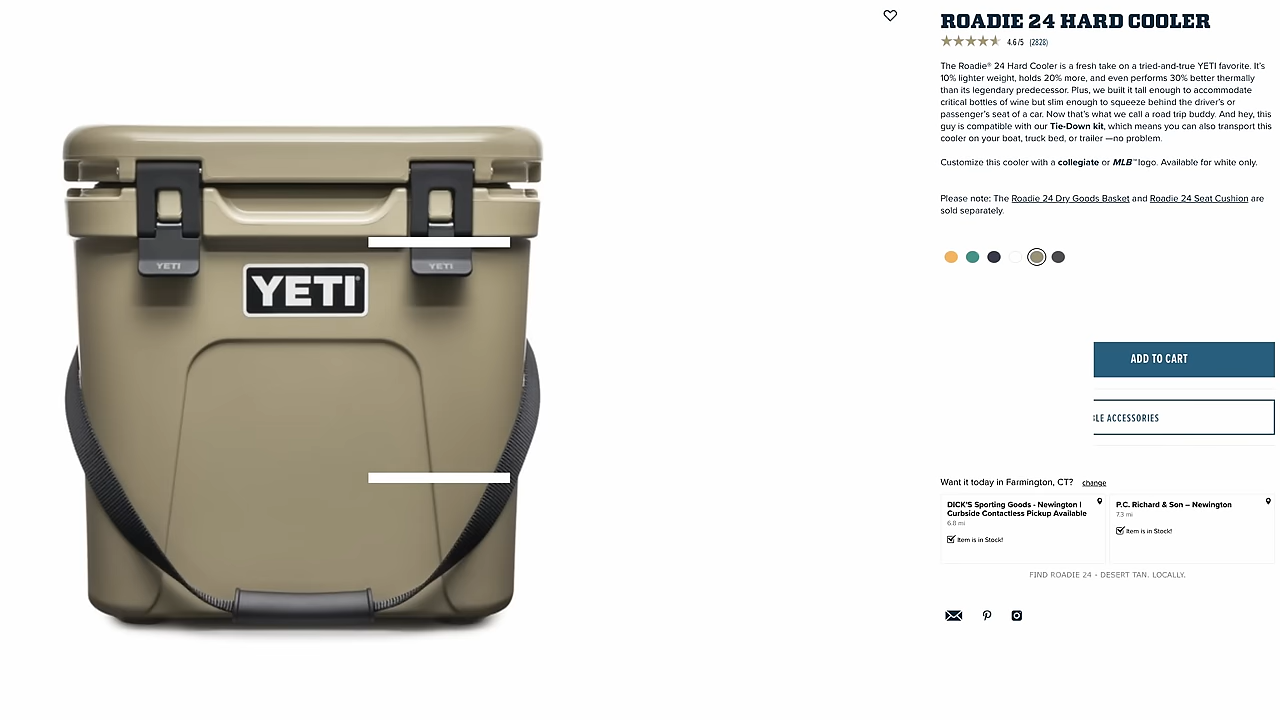 ROADIE 24 HARD COOLER
4.6/5 (2828)
The Roadie® 24 Hard Cooler is a fresh take on a tried-and-true YETI favorite. It's
10% lighter weight, holds 20% more, and even performs 30% better thermally
than its legendary predecessor. Plus, we built it tall enough to accommodate
critical bottles of wine but slim enough to squeeze behind the driver's or
passenger's seat of a car. Now that's what we call a road trip buddy. And hey, this
guy is compatible with our Tie-Down kit, which means you can also transport this
cooler on your boat, truck bed, or trailer —no problem.
Customize this cooler with a collegiate or MLB™ logo. Available for white only.
Please note: The Roadie 24 Dry Goods Basket and Roadie 24 Seat Cushion are
sold separately.
YETI YETI
YETI®
ADD TO CART
BLE ACCESSORIES
Want it today in Farmington, CT? change
DICK'S Sporting Goods - Newington |
Curbside Contactless Pickup Available
6.8 mi
Item is in Stock!
P.C. Richard & Son – Newington
7.3 mi
Item is in Stock!
FIND ROADIE 24 - DESERT TAN. LOCALLY.